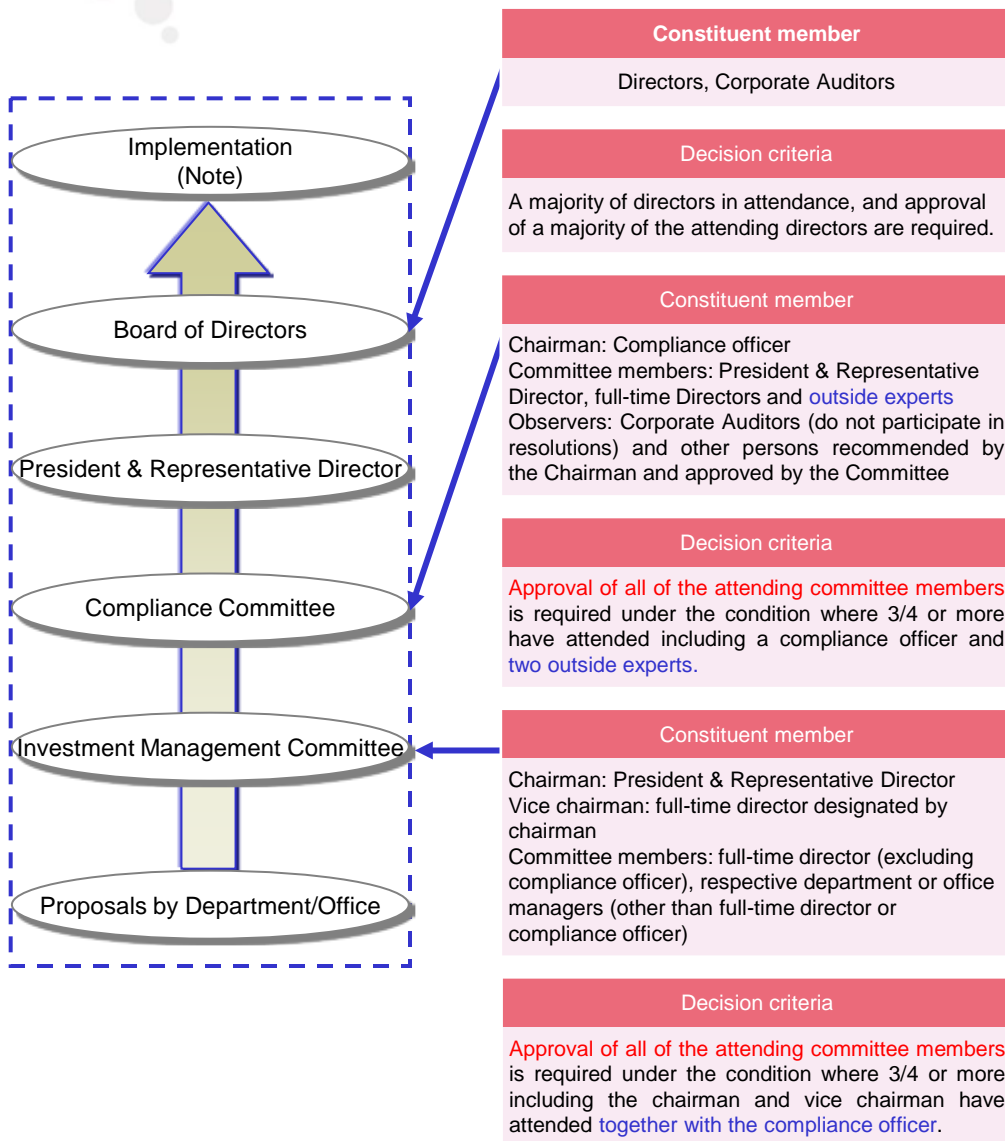 Implementation
(Note)
Board of Directors
President & Representative Director
Compliance Committee
Investment Management Committee
Proposals by Department/Office
Constituent member
Directors, Corporate Auditors
Decision criteria
A majority of directors in attendance, and approval
of a majority of the attending directors are required.
Constituent member
Chairman: Compliance officer
Committee members: President & Representative
Director, full-time Directors and outside experts
Observers: Corporate Auditors (do not participate in
resolutions) and other persons recommended by
the Chairman and approved by the Committee
Decision criteria
Approval of all of the attending committee members
is required under the condition where 3/4 or more
have attended including a compliance officer and
two outside experts.
Constituent member
Chairman: President & Representative Director
Vice chairman: full-time director designated by
chairman
Committee members: full-time director (excluding
compliance officer), respective department or office
managers (other than full-time director or
compliance officer)
Decision criteria
Approval of all of the attending committee members
is required under the condition where 3/4 or more
including the chairman and vice chairman have
attended together with the compliance officer.